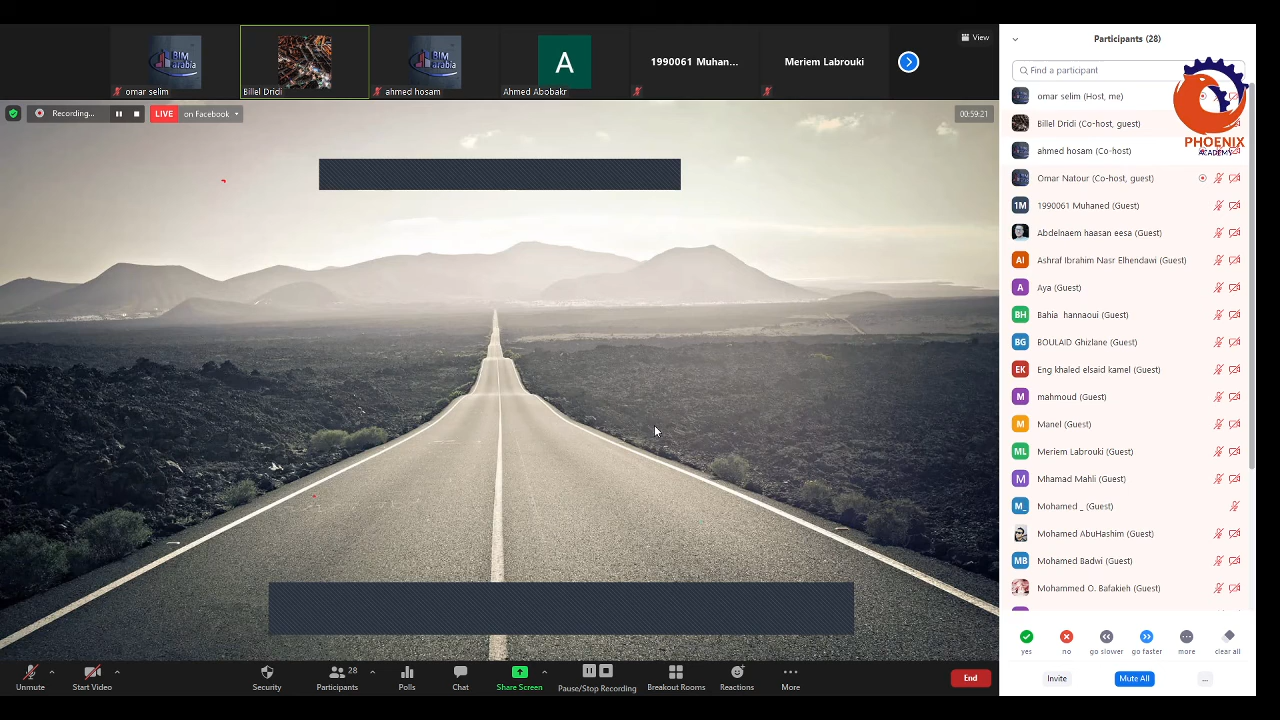 View
BIM
arabia
omar selim
Billel Dridi
BIM
arabia
ahmed hosam
A
Ahmed Abobakr
1990061 Muhan...
Meriem Labrouki
Recording...
LIVE
on Facebook
00:59:21
Participants (28)
Find a participant
omar selim (Host, me)
Billel Dridi (Co-host, guest)
ahmed hosam (Co-host)
Omar Natour (Co-host, guest)
1M
1990061 Muhaned (Guest)
Abdelnaem haasan eesa (Guest)
AI
Ashraf Ibrahim Nasr Elhendawi (Guest)
A
Aya (Guest)
BH
Bahia hannaoui (Guest)
BG
BOULAID Ghizlane (Guest)
EK
Eng khaled elsaid kamel (Guest)
M
mahmoud (Guest)
M
Manel (Guest)
ML
Meriem Labrouki (Guest)
M
Mhamad Mahli (Guest)
M_
Mohamed _ (Guest)
Mohamed AbuHashim (Guest)
MB
Mohamed Badwi (Guest)
Mohammed O. Bafakieh (Guest)
PHOENIX
ACADEMY
yes
no
go slower
go faster
more
clear all
Invite
Mute All
...
Unmute
Start Video
Security
28
Participants
Polls
Chat
Share Screen
Pause/Stop Recording
Breakout Rooms
Reactions
More
End